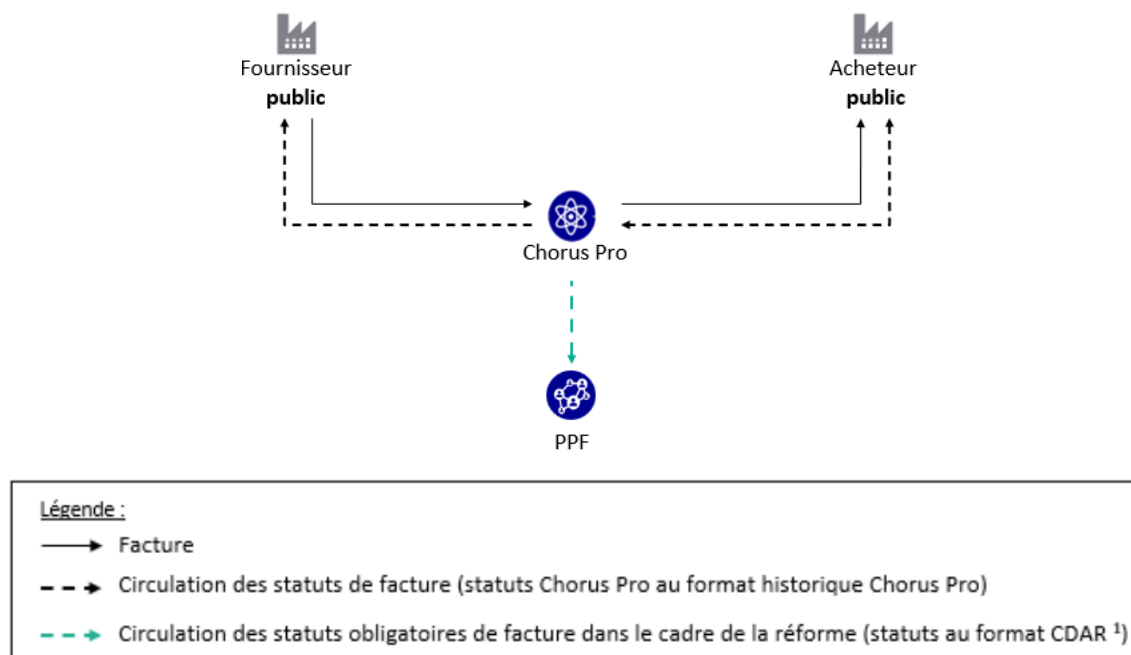 Fournisseur
public
Acheteur
public
Chorus Pro
PPF
Légende :
Facture
Circulation des statuts de facture (statuts Chorus Pro au format historique Chorus Pro)
Circulation des statuts obligatoires de facture dans le cadre de la réforme (statuts au format CDAR ¹)